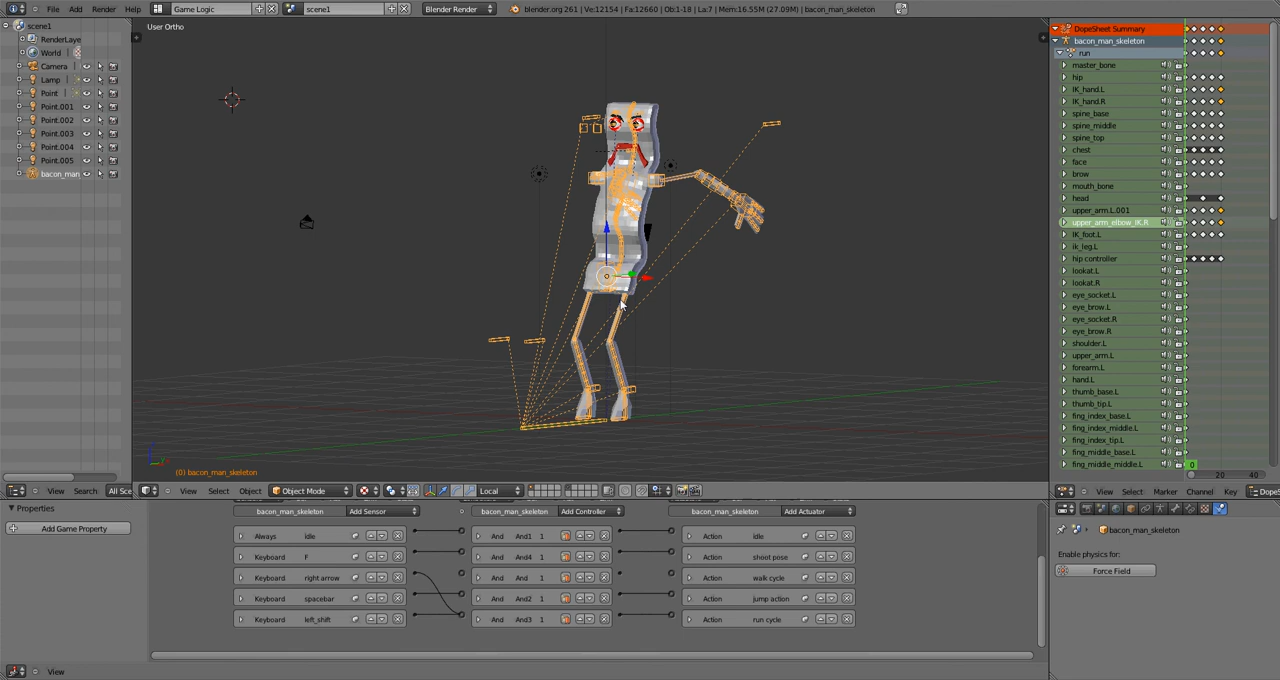 File Add Render Help Game Logic scene1 Blender Render blender.org 261 | Ve:12154 | Fa:12660 | Ob:1-18 | La:7 | Mem:16.55M (27.09M) | bacon_man_skeleton
scene1
RenderLaye
World
Camera
Lamp
Point
Point.001
Point.002
Point.003
Point.004
Point.005
bacon_man
View Search All Sce
User Ortho
(0) bacon_man_skeleton
View Select Object Object Mode Local
DopeSheet Summary
bacon_man_skeleton
run
master_bone
hip
IK_hand.L
IK_hand.R
spine_base
spine_middle
spine_top
chest
face
brow
mouth_bone
head
upper_arm.L.001
upper_arm_elbow_IK.R
IK_foot.L
ik_leg.L
hip controller
lookat.L
lookat.R
eye_socket.L
eye_brow.L
eye_socket.R
eye_brow.R
shoulder.L
upper_arm.L
forearm.L
hand.L
thumb_base.L
thumb_tip.L
fing_index_base.L
fing_index_middle.L
fing_index_tip.L
fing_middle_base.L
fing_middle_middle.L
0 20 40
View Select Marker Channel Key DopeS
Properties
Add Game Property
bacon_man_skeleton Add Sensor bacon_man_skeleton Add Controller bacon_man_skeleton Add Actuator
Always idle And And1 1 Action idle
Keyboard F And And4 1 Action shoot pose
Keyboard right arrow And And 1 Action walk cycle
Keyboard spacebar And And2 1 Action jump action
Keyboard left_shift And And3 1 Action run cycle
View
bacon_man_skeleton
Enable physics for:
Force Field